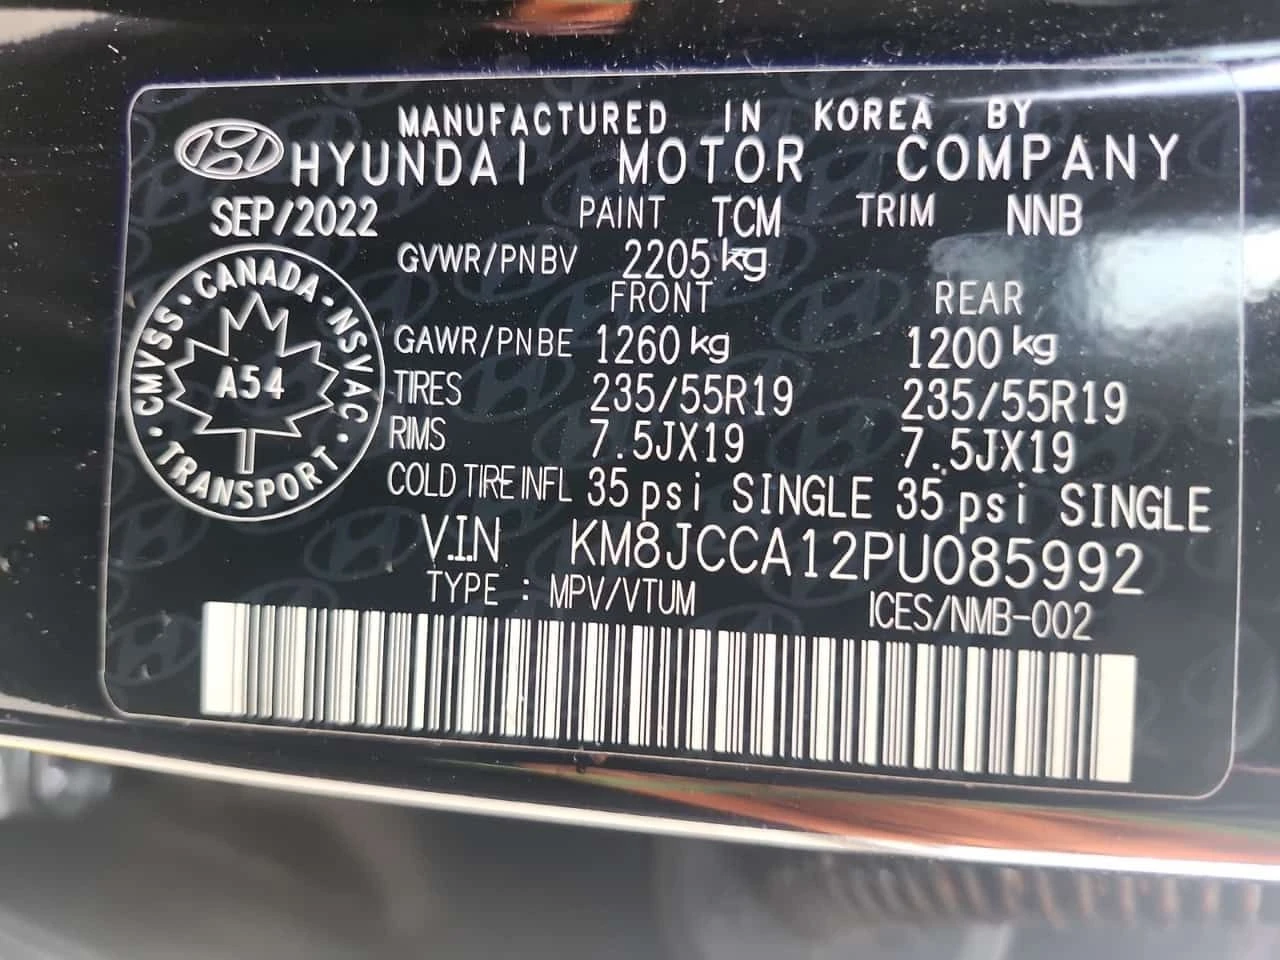 MANUFACTURED IN KOREA BY
HYUNDAI MOTOR COMPANY
SEP/2022 PAINT TCM TRIM NNB
GVWR/PNBV 2205 kg
FRONT REAR
GAWR/PNBE 1260 kg 1200 kg
TIRES 235/55R19 235/55R19
RIMS 7.5JX19 7.5JX19
COLD TIRE INFL 35 psi SINGLE 35 psi SINGLE
V.I.N KM8JCCA12PU085992
TYPE : MPV/VTUM ICES/NMB-002
CANADA · NSVAC · TRANSPORT · CMVSS ·
A54